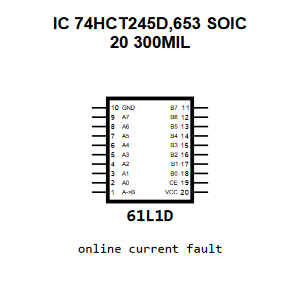 IC 74HCT245D,653 SOIC
20 300MIL
10 GND B7 11
9 A7 B6 12
8 A6 B5 13
7 A5 B4 14
6 A4 B3 15
5 A3 B2 16
4 A2 B1 17
3 A1 B0 18
2 A0 CE 19
1 A->B VCC 20
61L1D
online current fault